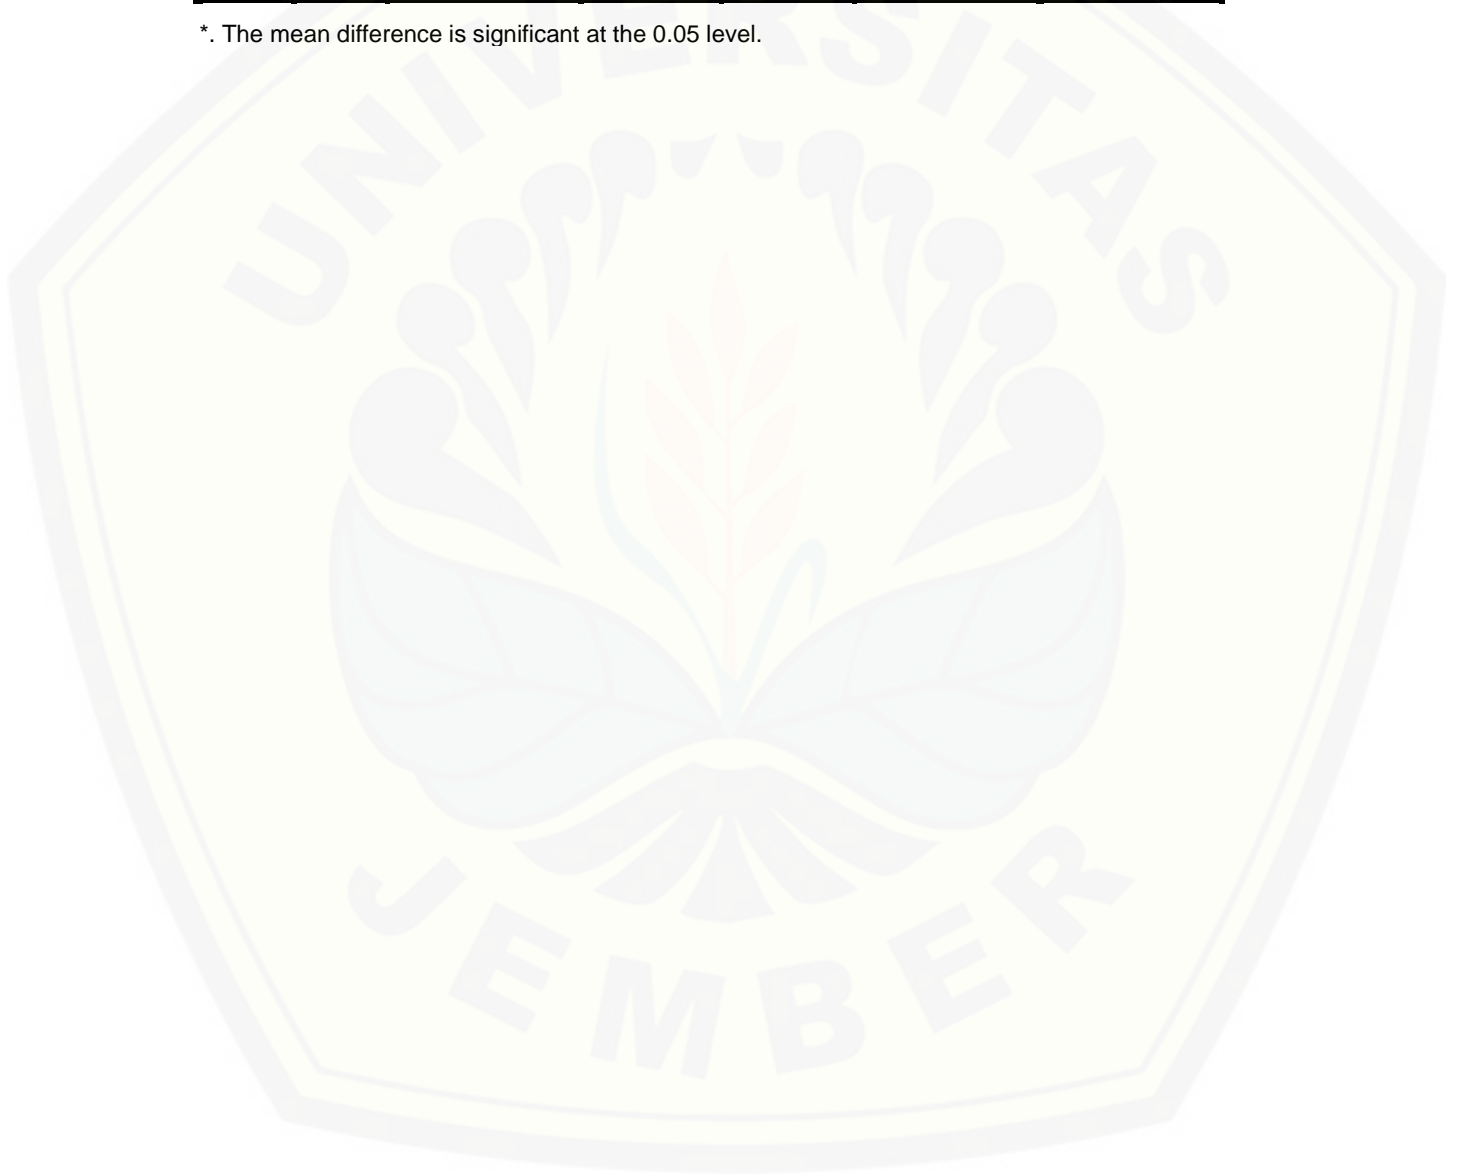 *. The mean difference is significant at the 0.05 level.
UNIVERSITAS
JEMBER